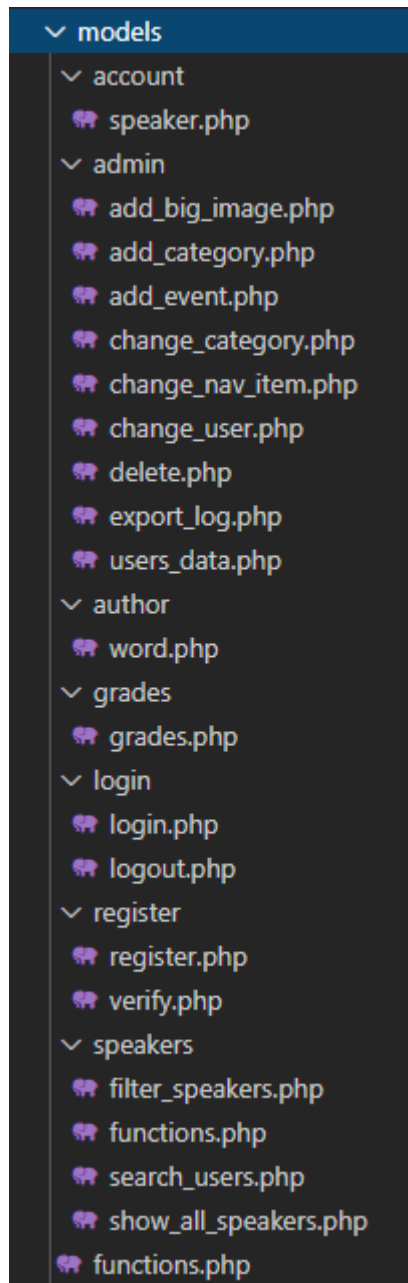 models
account
speaker.php
admin
add_big_image.php
add_category.php
add_event.php
change_category.php
change_nav_item.php
change_user.php
delete.php
export_log.php
users_data.php
author
word.php
grades
grades.php
login
login.php
logout.php
register
register.php
verify.php
speakers
filter_speakers.php
functions.php
search_users.php
show_all_speakers.php
functions.php